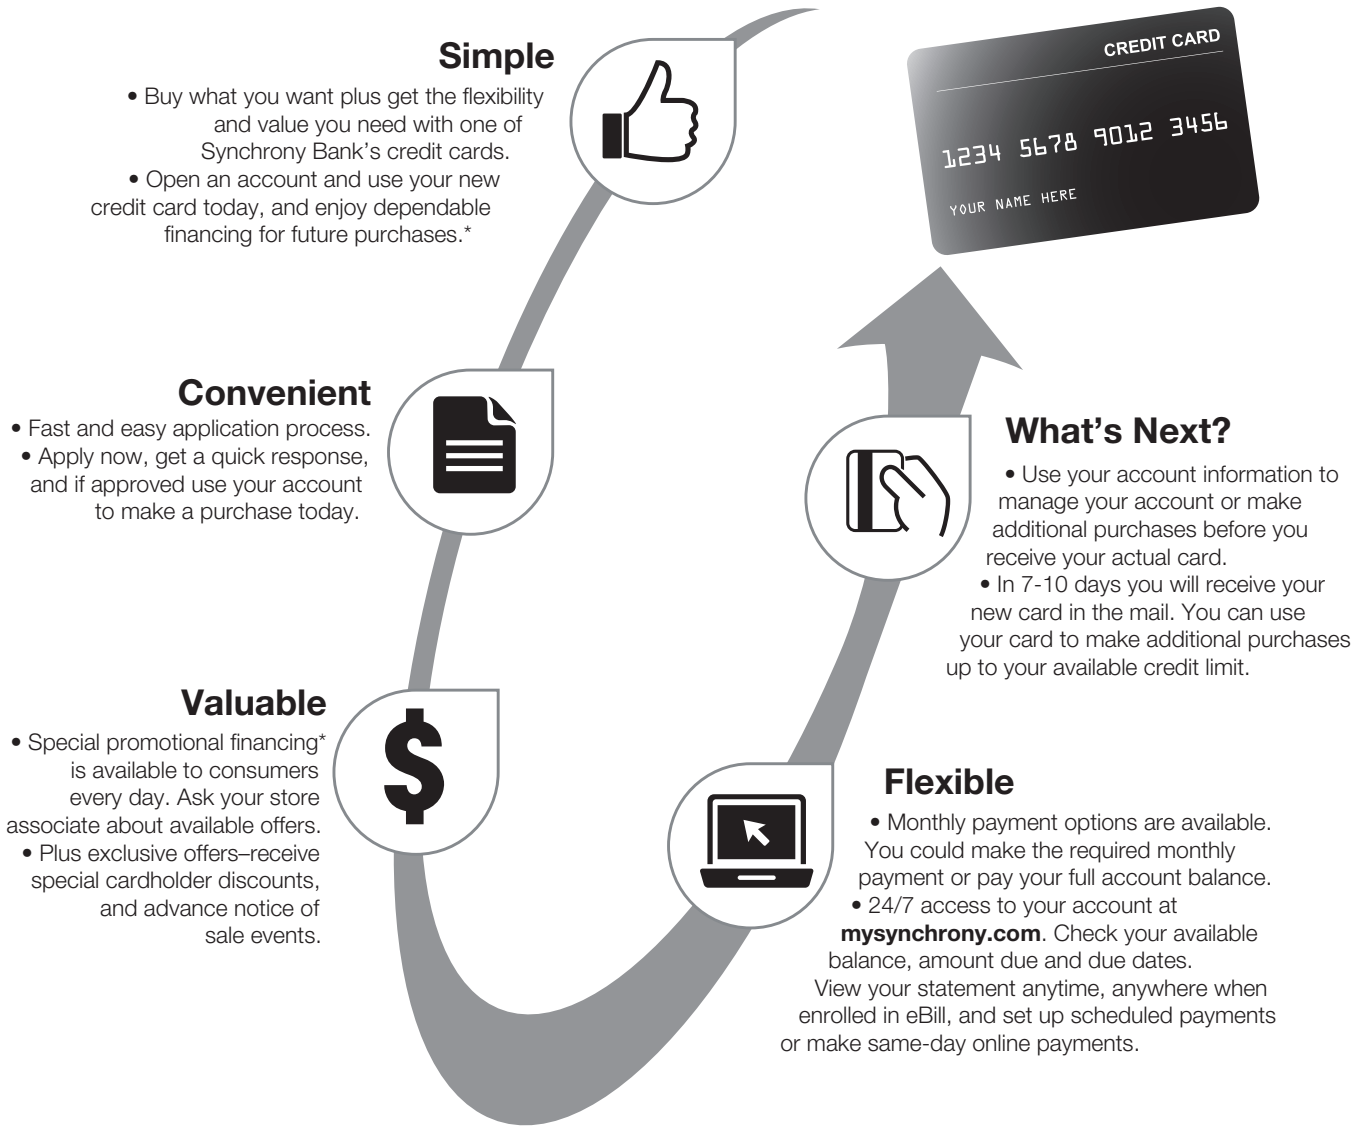 Simple
• Buy what you want plus get the flexibility
and value you need with one of
Synchrony Bank's credit cards.
• Open an account and use your new
credit card today, and enjoy dependable
financing for future purchases.*
Convenient
• Fast and easy application process.
• Apply now, get a quick response,
and if approved use your account
to make a purchase today.
Valuable
• Special promotional financing*
is available to consumers
every day. Ask your store
associate about available offers.
• Plus exclusive offers–receive
special cardholder discounts,
and advance notice of
sale events.
Flexible
• Monthly payment options are available.
You could make the required monthly
payment or pay your full account balance.
• 24/7 access to your account at
mysynchrony.com. Check your available
balance, amount due and due dates.
View your statement anytime, anywhere when
enrolled in eBill, and set up scheduled payments
or make same-day online payments.
What's Next?
• Use your account information to
manage your account or make
additional purchases before you
receive your actual card.
• In 7-10 days you will receive your
new card in the mail. You can use
your card to make additional purchases
up to your available credit limit.
CREDIT CARD
1234 5678 9012 3456
YOUR NAME HERE